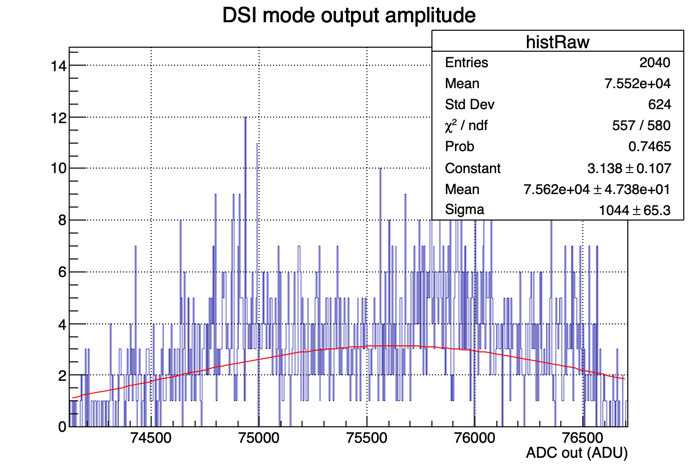 DSI mode output amplitude
histRaw
Entries 2040
Mean 7.552e+04
Std Dev 624
χ² / ndf 557 / 580
Prob 0.7465
Constant 3.138 ± 0.107
Mean 7.562e+04 ± 4.738e+01
Sigma 1044 ± 65.3
14
12
10
8
6
4
2
0
74500 75000 75500 76000 76500
ADC out (ADU)